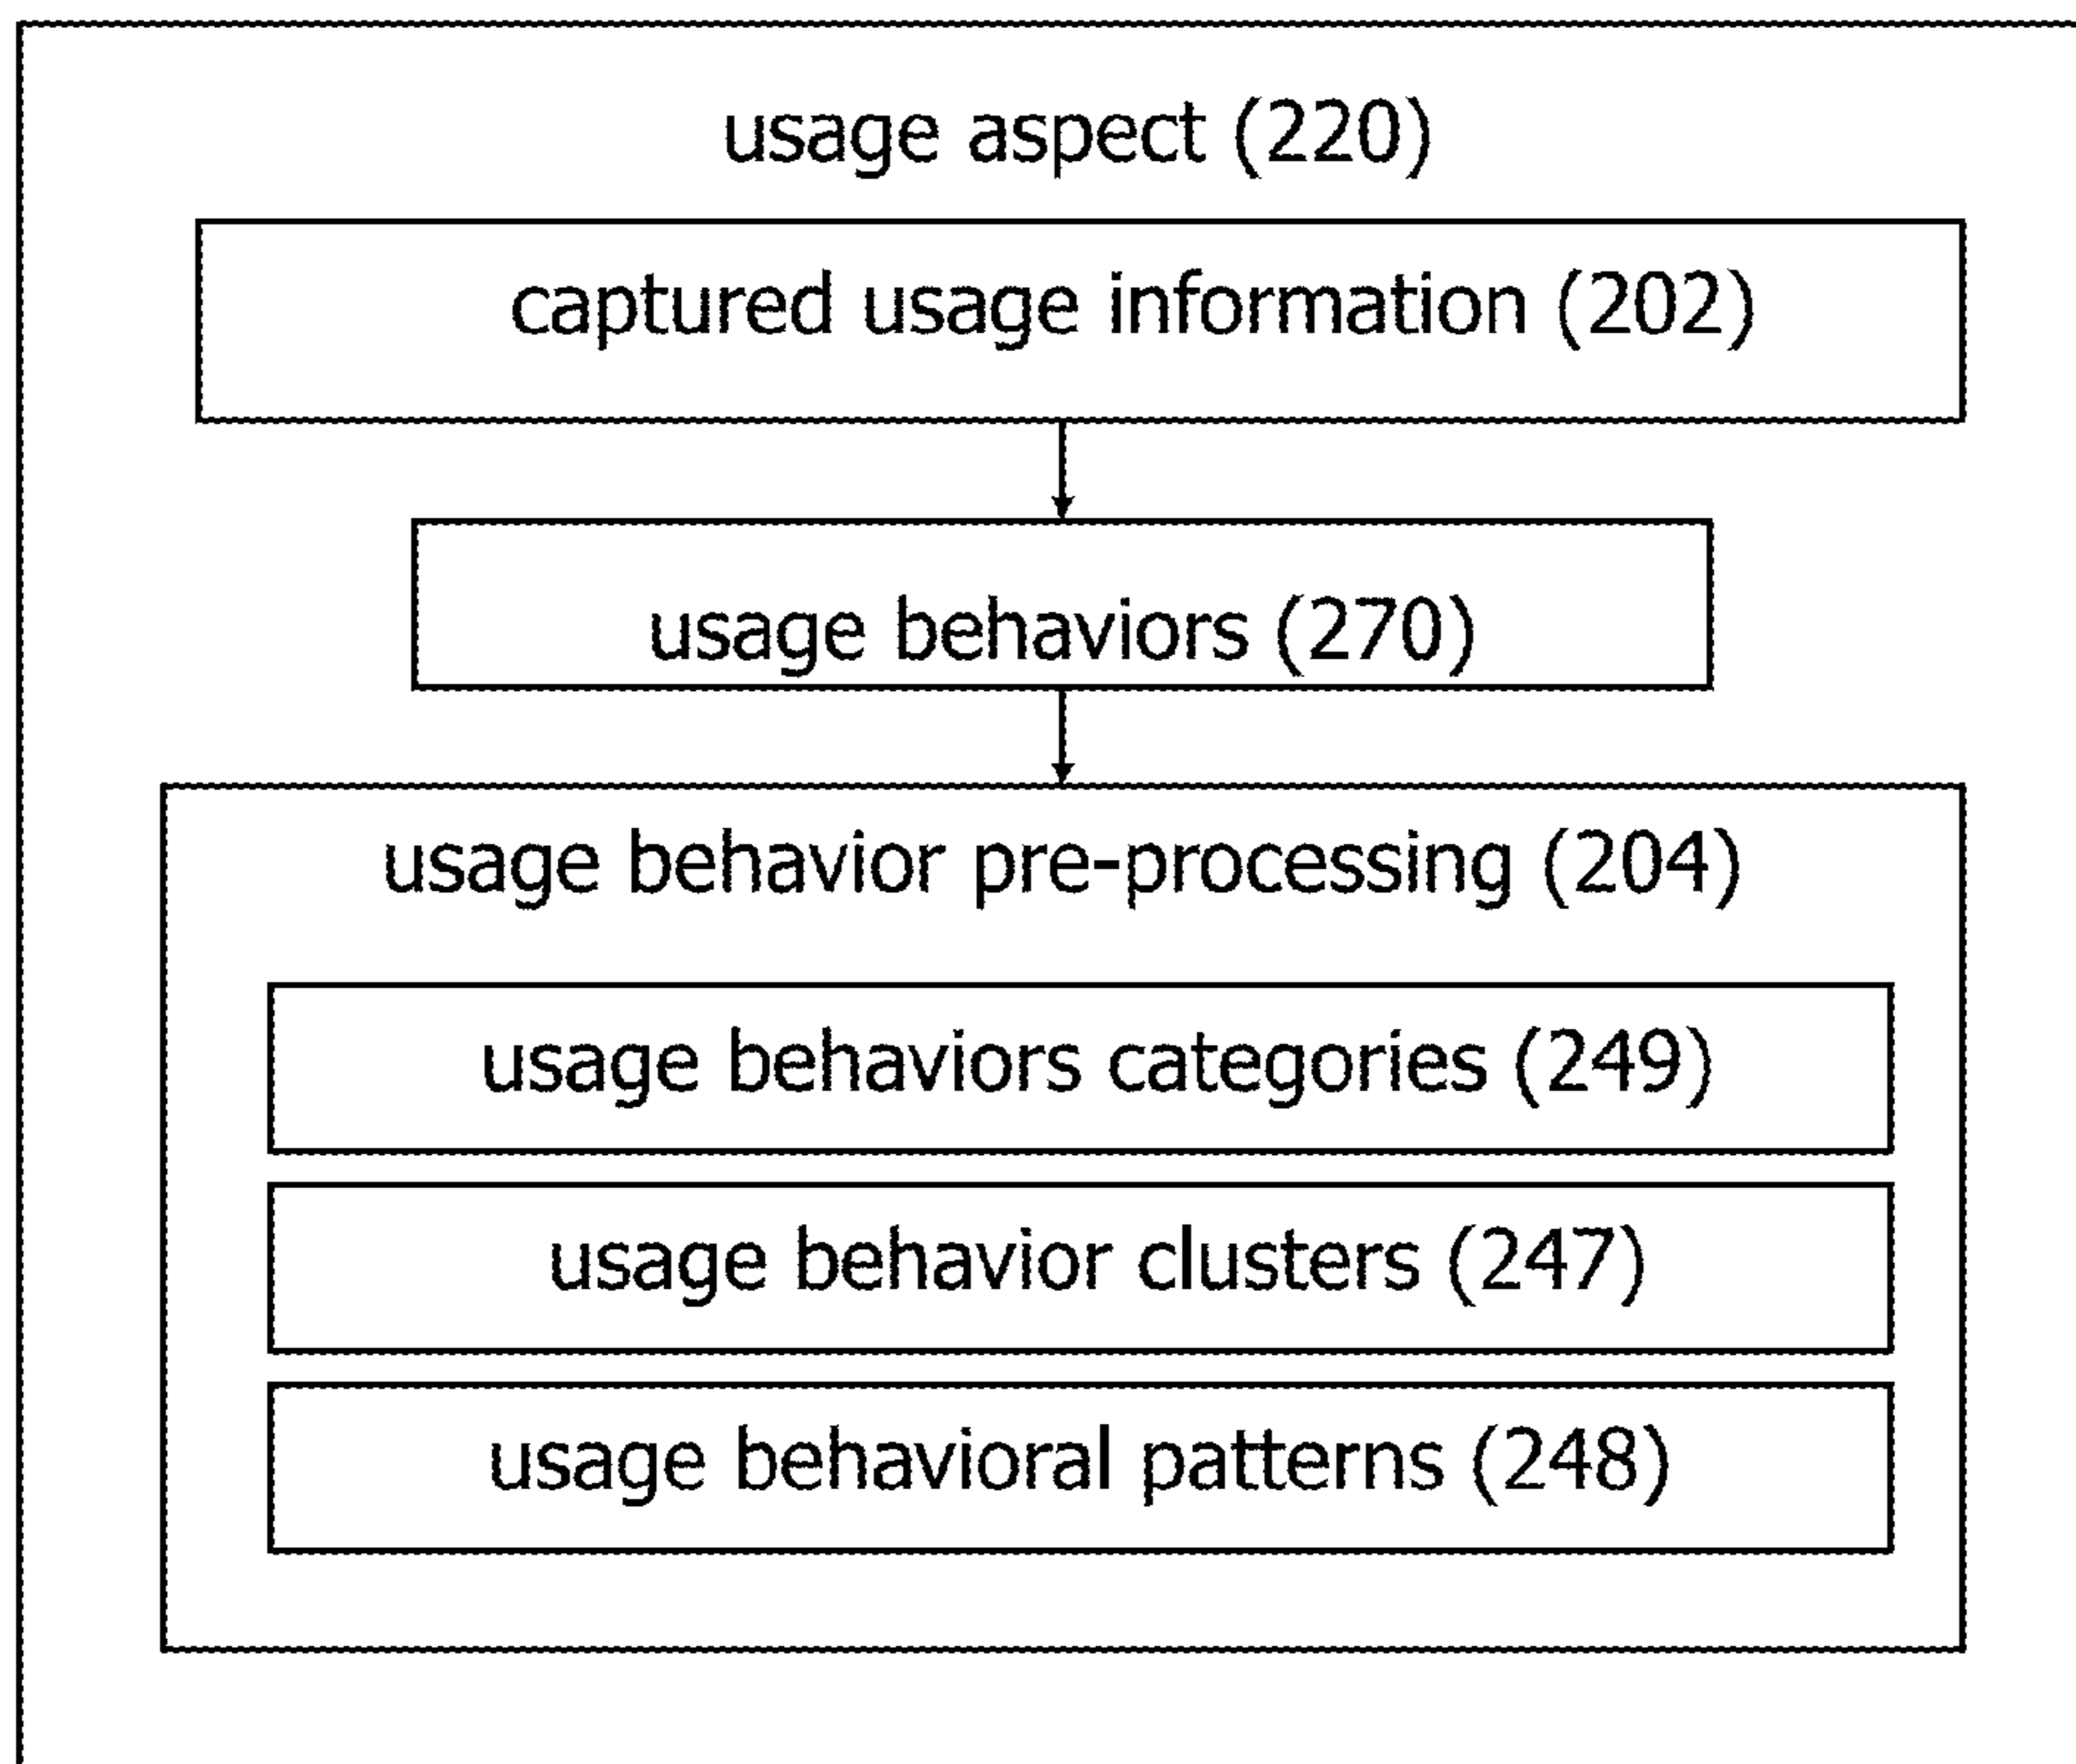 usage aspect (220)
captured usage information (202)
usage behaviors (270)
usage behavior pre-processing (204)
usage behaviors categories (249)
usage behavior clusters (247)
usage behavioral patterns (248)